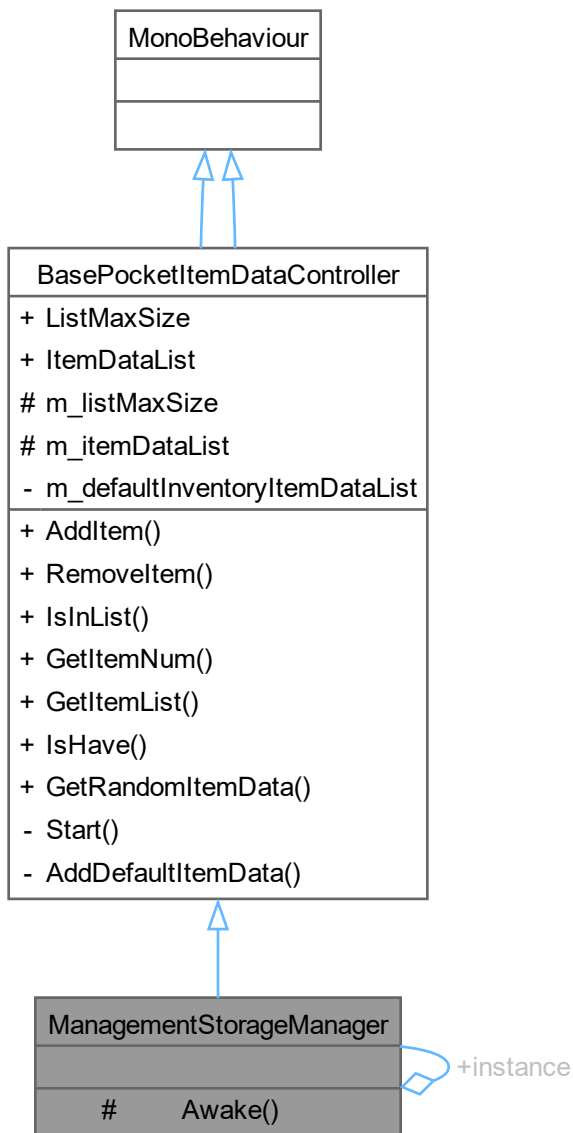 MonoBehaviour
BasePocketItemDataController
+ ListMaxSize
+ ItemDataList
# m_listMaxSize
# m_itemDataList
- m_defaultInventoryItemDataList
+ AddItem()
+ RemoveItem()
+ IsInList()
+ GetItemNum()
+ GetItemList()
+ IsHave()
+ GetRandomItemData()
- Start()
- AddDefaultItemData()
ManagementStorageManager
+instance
# Awake()